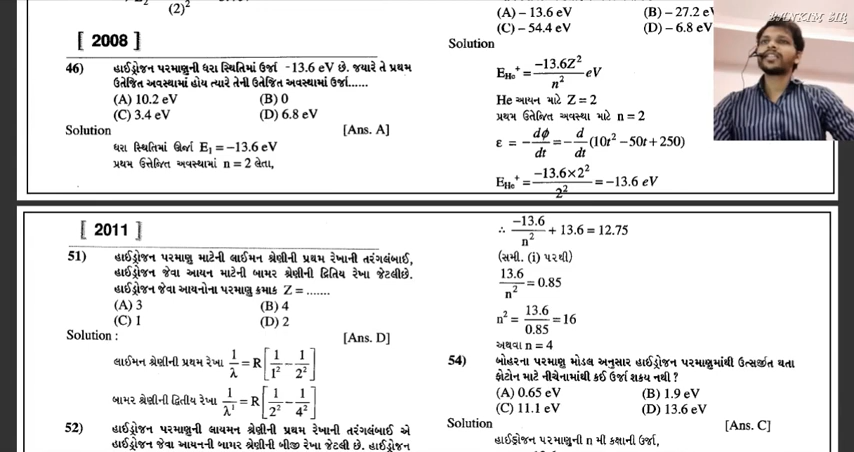 (2)²
[ 2008 ]
46) હાઈડ્રોજન પરમાણુની ધરા સ્થિતિમાં ઉર્જા -13.6 eV છે. જયારે તે પ્રથમ
ઉતેજિત અવસ્થામાં હોય ત્યારે તેની ઉતેજિત અવસ્થામાં ઉર્જા......
(A) 10.2 eV (B) 0
(C) 3.4 eV (D) 6.8 eV
Solution [Ans. A]
ધરા સ્થિતિમાં ઊર્જા E₁ = −13.6 eV
પ્રથમ ઉત્તેજિત અવસ્થામાં n = 2 લેતા,
(A) – 13.6 eV (B) – 27.2 eV
(C) – 54.4 eV (D) – 6.8 eV
Solution
E_He⁺ = −13.6Z² / n² eV
He આયન માટે Z = 2
પ્રથમ ઉત્તેજિત અવસ્થા માટે n = 2
ε = − dϕ/dt = − d/dt (10t² − 50t + 250)
E_He⁺ = −13.6×2² / 2² = −13.6 eV
BANKIM SIR
[ 2011 ]
51) હાઈડ્રોજન પરમાણુ માટેની લાઈમન શ્રેણીની પ્રથમ રેખાની તરંગલંબાઈ,
હાઈડ્રોજન જેવા આયન માટેની બામર શ્રેણીની દ્વિતિય રેખા જેટલીછે.
હાઈડ્રોજન જેવા આયનોના પરમાણુ ક્રમાક Z = .......
(A) 3 (B) 4
(C) 1 (D) 2
Solution : [Ans. D]
લાઈમન શ્રેણીની પ્રથમ રેખા 1/λ = R[1/1² − 1/2²]
બામર શ્રેણીની દ્વિતીય રેખા 1/λ¹ = R[1/2² − 1/4²]
52) હાઈડ્રોજન પરમાણુની લાયમન શ્રેણીની પ્રથમ રેખાની તરંગલંબાઈ એ
હાઈડ્રોજન જેવા આયનની બામર શ્રેણીની બીજી રેખા જેટલી છે. હાઈડ્રોજન
∴ −13.6/n² + 13.6 = 12.75
(સમી. (i) પરથી)
13.6/n² = 0.85
n² = 13.6/0.85 = 16
અથવા n = 4
54) બોહરના પરમાણુ મોડલ અનુસાર હાઈડ્રોજન પરમાણુમાંથી ઉત્સર્જીત થતા
ફોટોન માટે નીચેનામાંથી કઈ ઉર્જા શકય નથી ?
(A) 0.65 eV (B) 1.9 eV
(C) 11.1 eV (D) 13.6 eV
Solution [Ans. C]
હાઈડ્રોજન પરમાણુની n મી કક્ષાની ઉર્જા,